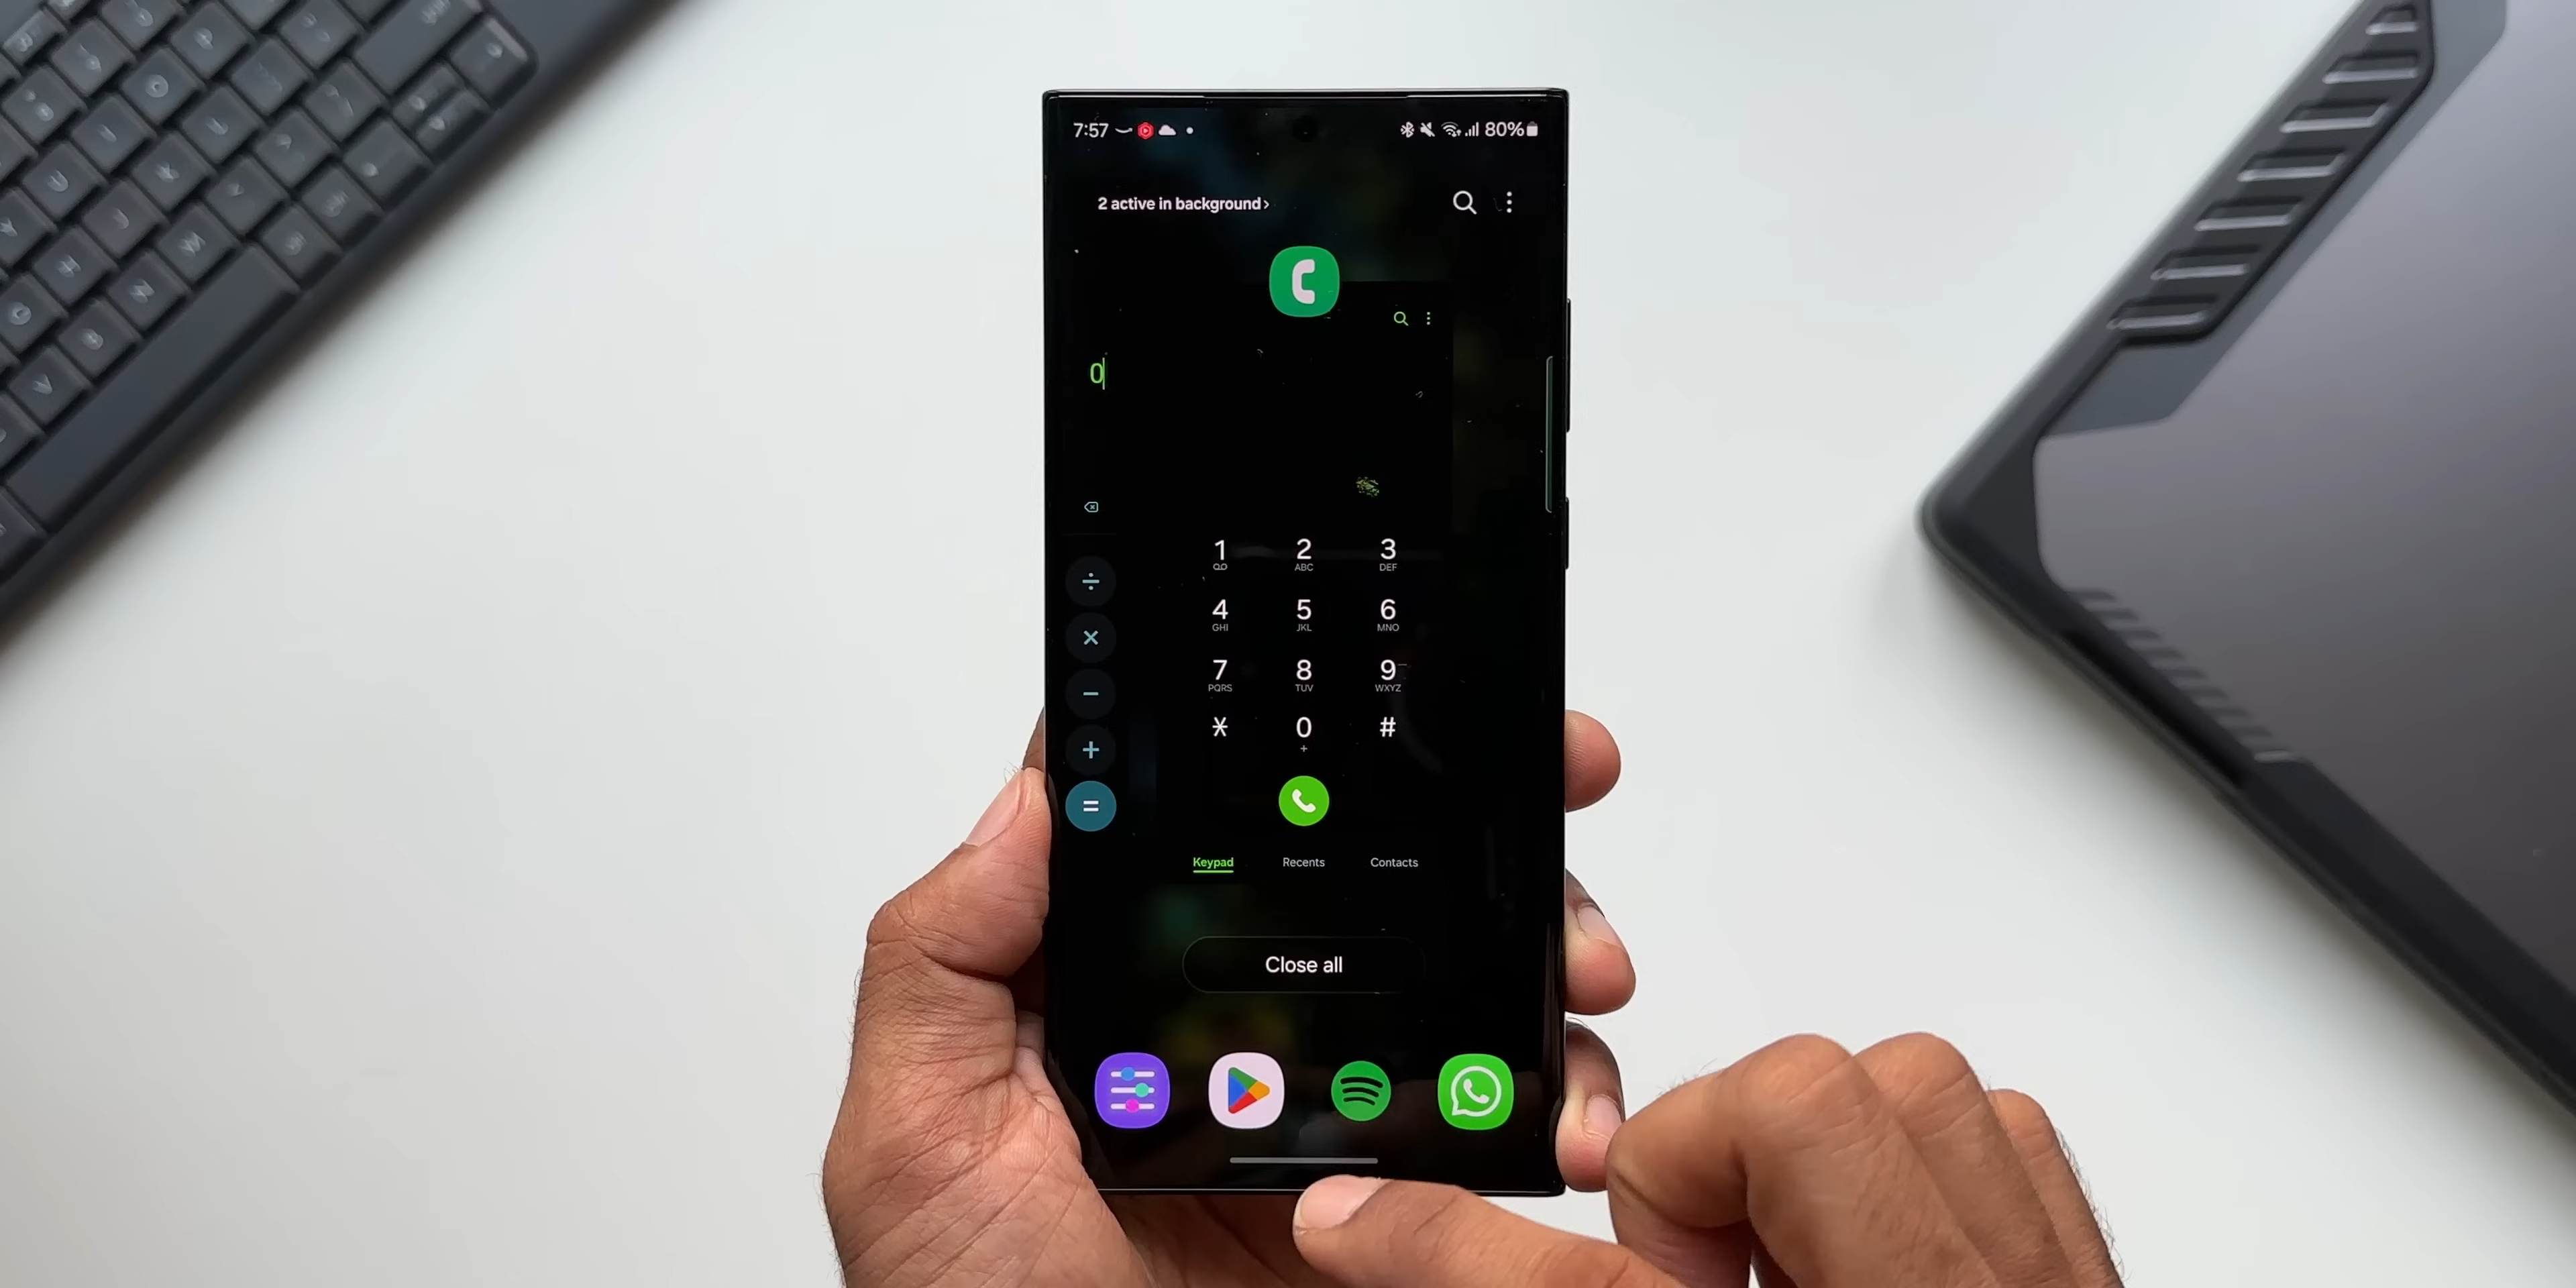 7:57
80%
2 active in background >
0
1 2 3
ABC DEF
÷
4 5 6
GHI JKL MNO
×
7 8 9
PQRS TUV WXYZ
−
* 0 #
+
+
=
Keypad Recents Contacts
Close all